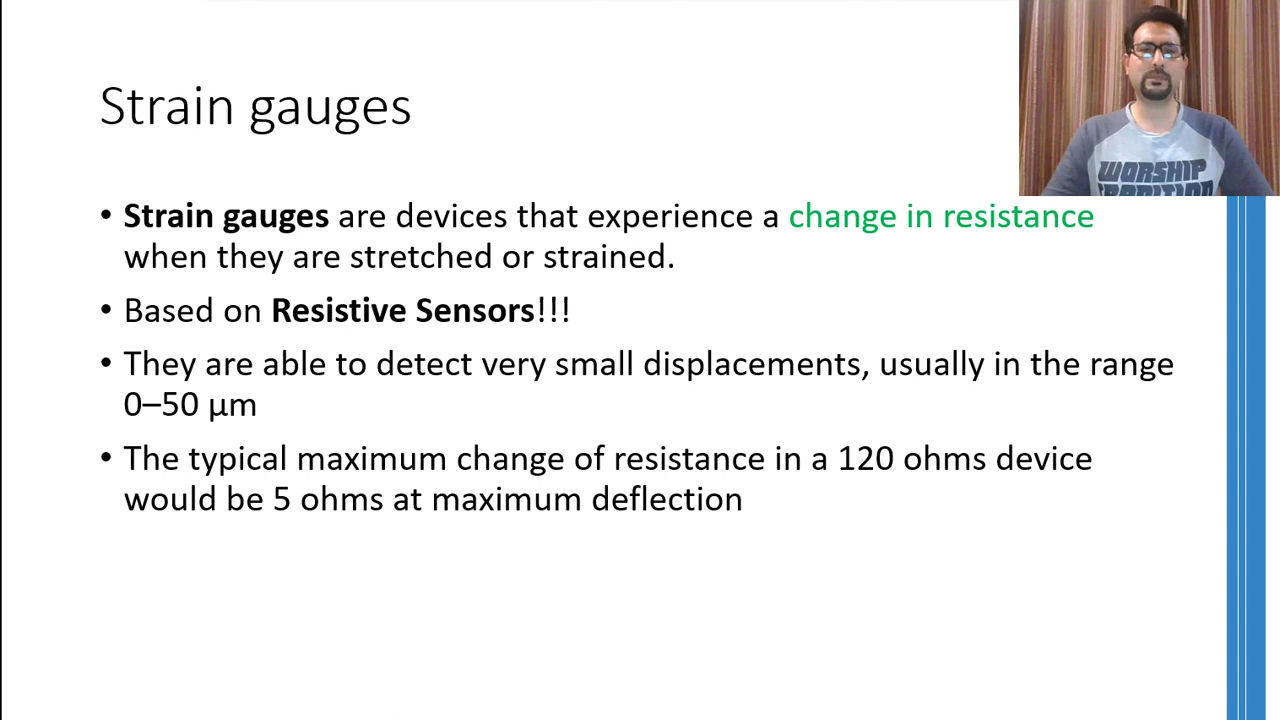 Strain gauges
WORSHIP
TRADITION
• Strain gauges are devices that experience a change in resistance
when they are stretched or strained.
• Based on Resistive Sensors!!!
• They are able to detect very small displacements, usually in the range
0–50 µm
• The typical maximum change of resistance in a 120 ohms device
would be 5 ohms at maximum deflection